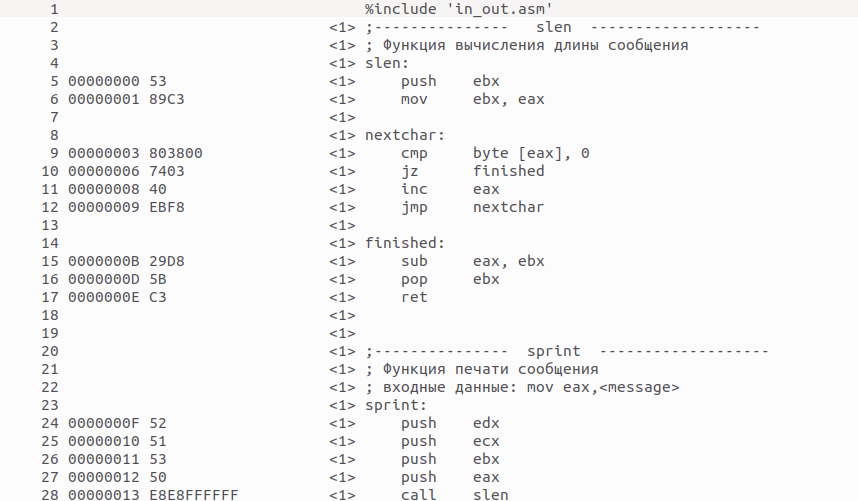 1 %include 'in_out.asm'
2 <1> ;--------------- slen -------------------
3 <1> ; Функция вычисления длины сообщения
4 <1> slen:
5 00000000 53 <1> push ebx
6 00000001 89C3 <1> mov ebx, eax
7 <1>
8 <1> nextchar:
9 00000003 803800 <1> cmp byte [eax], 0
10 00000006 7403 <1> jz finished
11 00000008 40 <1> inc eax
12 00000009 EBF8 <1> jmp nextchar
13 <1>
14 <1> finished:
15 0000000B 29D8 <1> sub eax, ebx
16 0000000D 5B <1> pop ebx
17 0000000E C3 <1> ret
18 <1>
19 <1>
20 <1> ;--------------- sprint -------------------
21 <1> ; Функция печати сообщения
22 <1> ; входные данные: mov eax,<message>
23 <1> sprint:
24 0000000F 52 <1> push edx
25 00000010 51 <1> push ecx
26 00000011 53 <1> push ebx
27 00000012 50 <1> push eax
28 00000013 E8E8FFFFFF <1> call slen